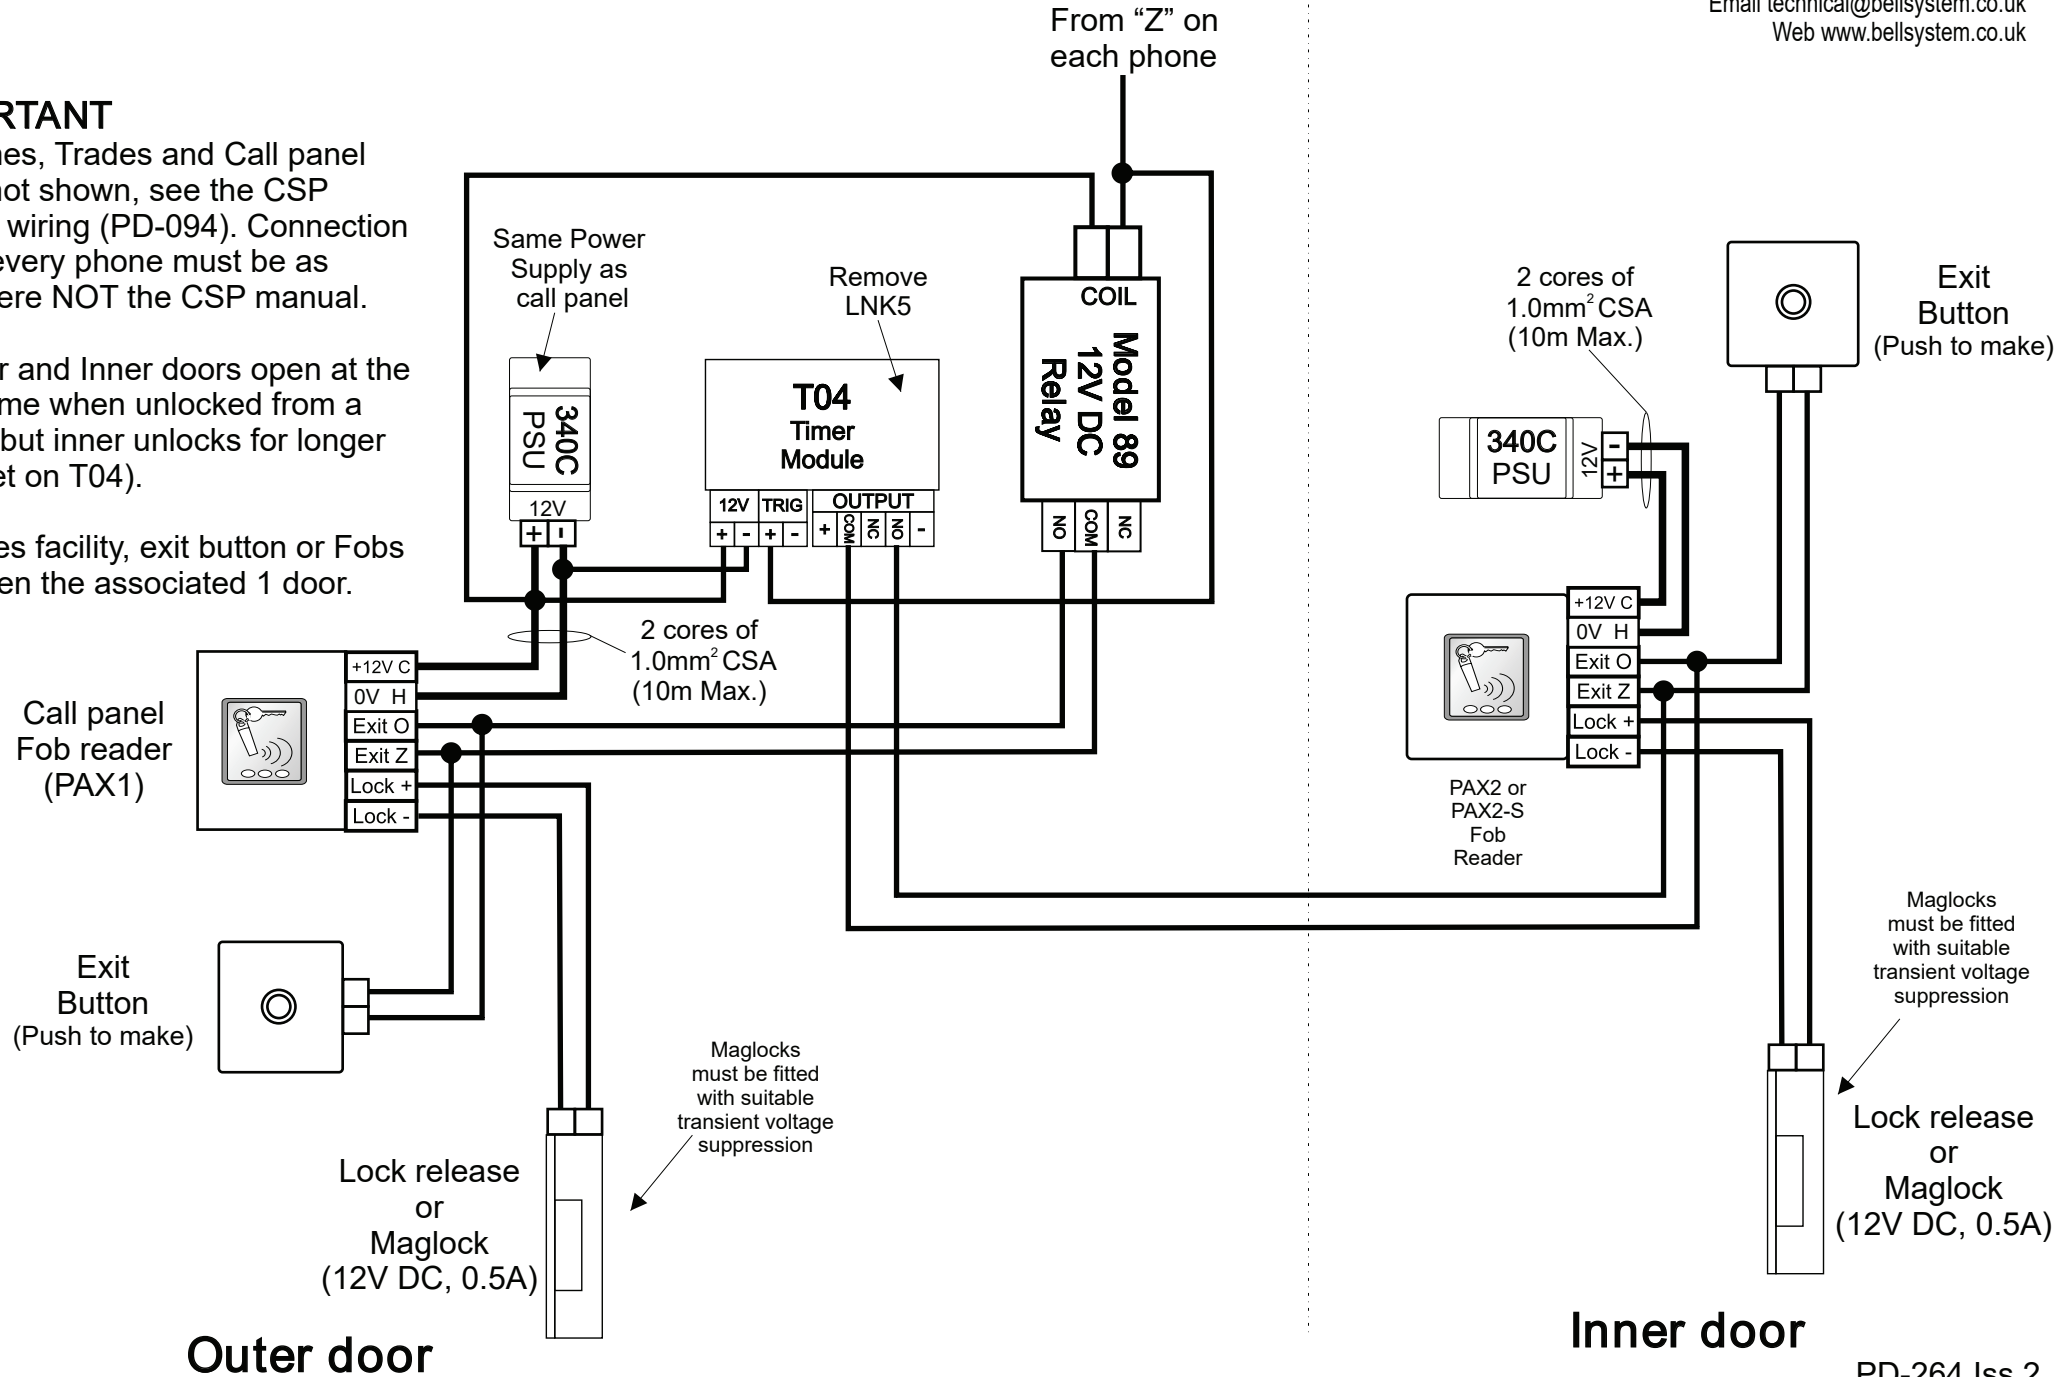 From “Z” on
each phone
Email technical@bellsystem.co.uk
Web www.bellsystem.co.uk
RTANT
nes, Trades and Call panel
not shown, see the CSP
wiring (PD-094). Connection
every phone must be as
ere NOT the CSP manual.
r and Inner doors open at the
me when unlocked from a
but inner unlocks for longer
et on T04).
es facility, exit button or Fobs
en the associated 1 door.
Same Power
Supply as
call panel
340C
PSU
12V
+ -
Remove
LNK5
T04
Timer
Module
12V TRIG OUTPUT
+ - + - + COM NC NO -
COIL
Model 89
12V DC
Relay
NO COM NC
2 cores of
1.0mm² CSA
(10m Max.)
Call panel
Fob reader
(PAX1)
+12V C
0V H
Exit O
Exit Z
Lock +
Lock -
Exit
Button
(Push to make)
Lock release
or
Maglock
(12V DC, 0.5A)
Maglocks
must be fitted
with suitable
transient voltage
suppression
Outer door
2 cores of
1.0mm² CSA
(10m Max.)
340C
PSU
12V
-
+
Exit
Button
(Push to make)
+12V C
0V H
Exit O
Exit Z
Lock +
Lock -
PAX2 or
PAX2-S
Fob
Reader
Maglocks
must be fitted
with suitable
transient voltage
suppression
Lock release
or
Maglock
(12V DC, 0.5A)
Inner door
PD-264 Iss 2